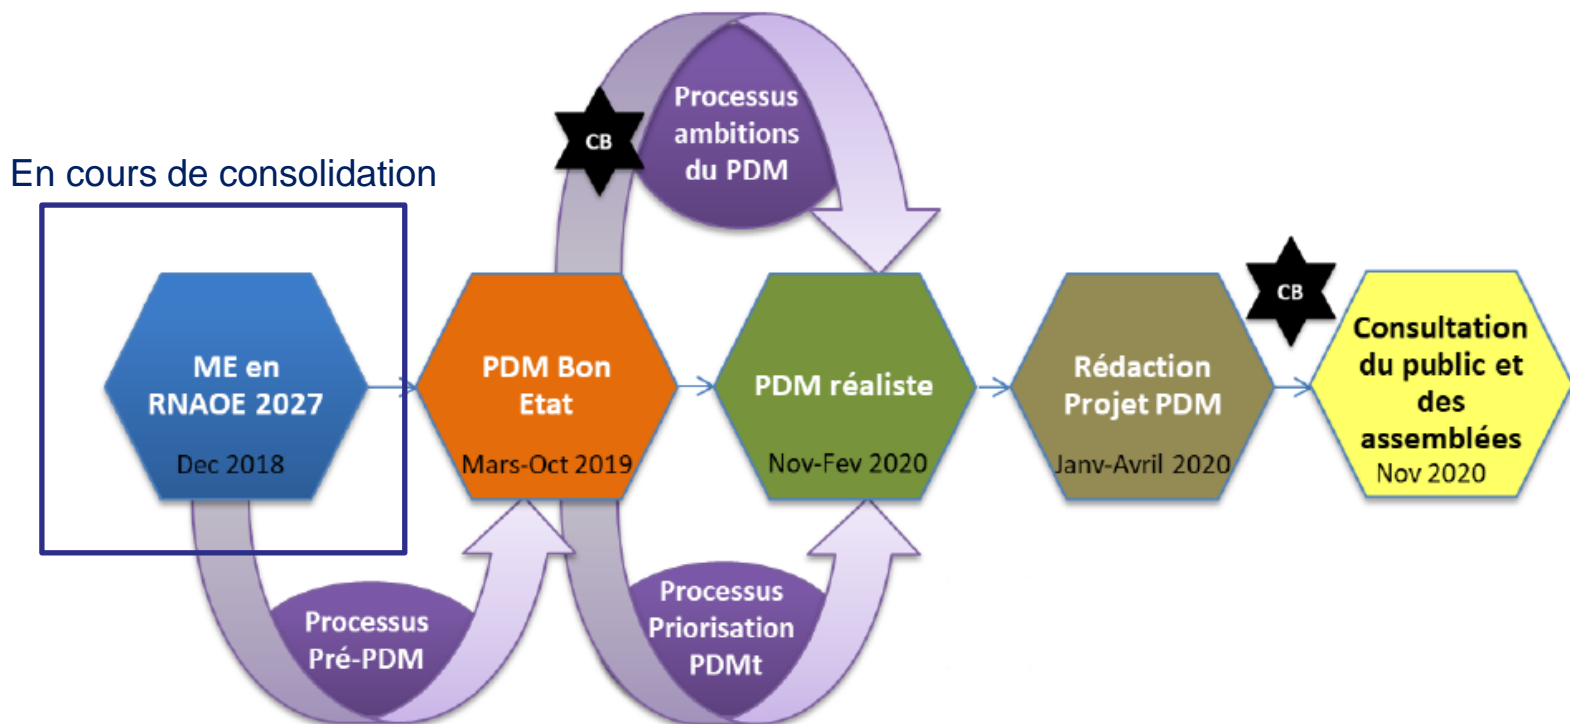 Processus
ambitions
du PDM
CB
En cours de consolidation
ME en
RNAOE 2027
Dec 2018
PDM Bon
Etat
Mars-Oct 2019
PDM réaliste
Nov-Fev 2020
Rédaction
Projet PDM
Janv-Avril 2020
CB
Consultation
du public et
des
assemblées
Nov 2020
Processus
Pré-PDM
Processus
Priorisation
PDMt